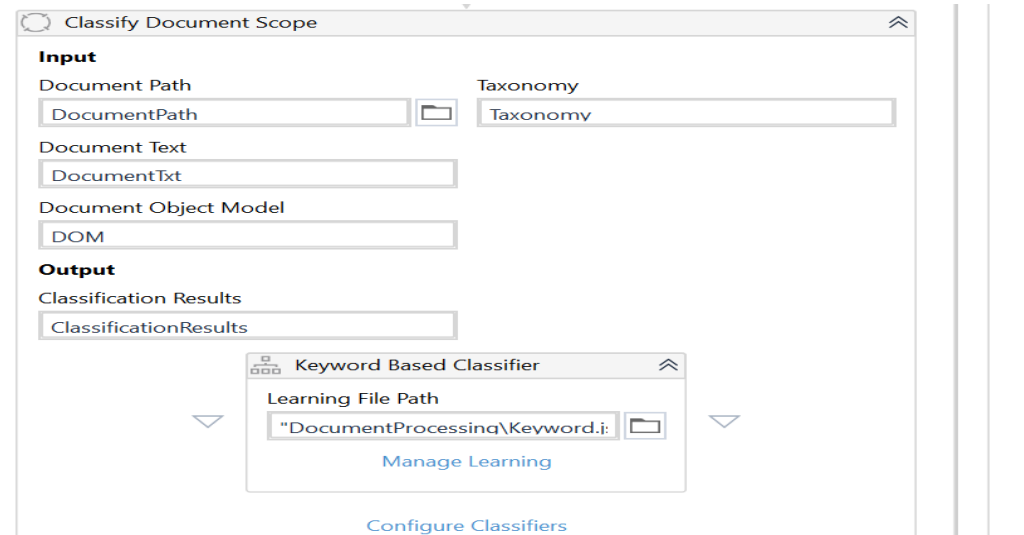 Classify Document Scope
Input
Document Path
Taxonomy
DocumentPath
Taxonomy
Document Text
DocumentTxt
Document Object Model
DOM
Output
Classification Results
ClassificationResults
Keyword Based Classifier
Learning File Path
"DocumentProcessing\Keyword.j
Manage Learning
Configure Classifiers